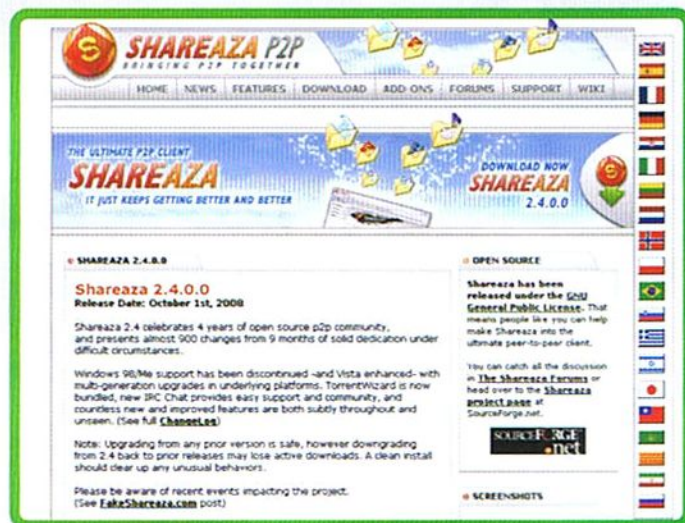 SHAREAZA P2P
BRINGING P2P TOGETHER
HOME NEWS FEATURES DOWNLOAD ADD-ONS FORUMS SUPPORT WIKI
THE ULTIMATE P2P CLIENT
SHAREAZA
IT JUST KEEPS GETTING BETTER AND BETTER
DOWNLOAD NOW
SHAREAZA
2.4.0.0
SHAREAZA 2.4.0.0
Shareaza 2.4.0.0
Release Date: October 1st, 2008
Shareaza 2.4 celebrates 4 years of open source p2p community,
and presents almost 900 changes from 9 months of solid dedication under
difficult circumstances.
Windows 98/Me support has been discontinued -and Vista enhanced- with
multi-generation upgrades in underlying platforms. TorrentWizard is now
bundled, new IRC Chat provides easy support and community, and
countless new and improved features are both subtly throughout and
unseen. (See full ChangeLog)
Note: Upgrading from any prior version is safe, however downgrading
from 2.4 back to prior releases may lose active downloads. A clean install
should clear up any unusual behaviors.
Please be aware of recent events impacting the project.
(See FakeShareaza.com post)
OPEN SOURCE
Shareaza has been
released under the GNU
General Public License. That
means people like you can help
make Shareaza into the
ultimate peer-to-peer client.
You can catch all the discussion
in The Shareaza Forums or
head over to the Shareaza
project page at
SourceForge.net.
SOURCEFORGE
.net
SCREENSHOTS